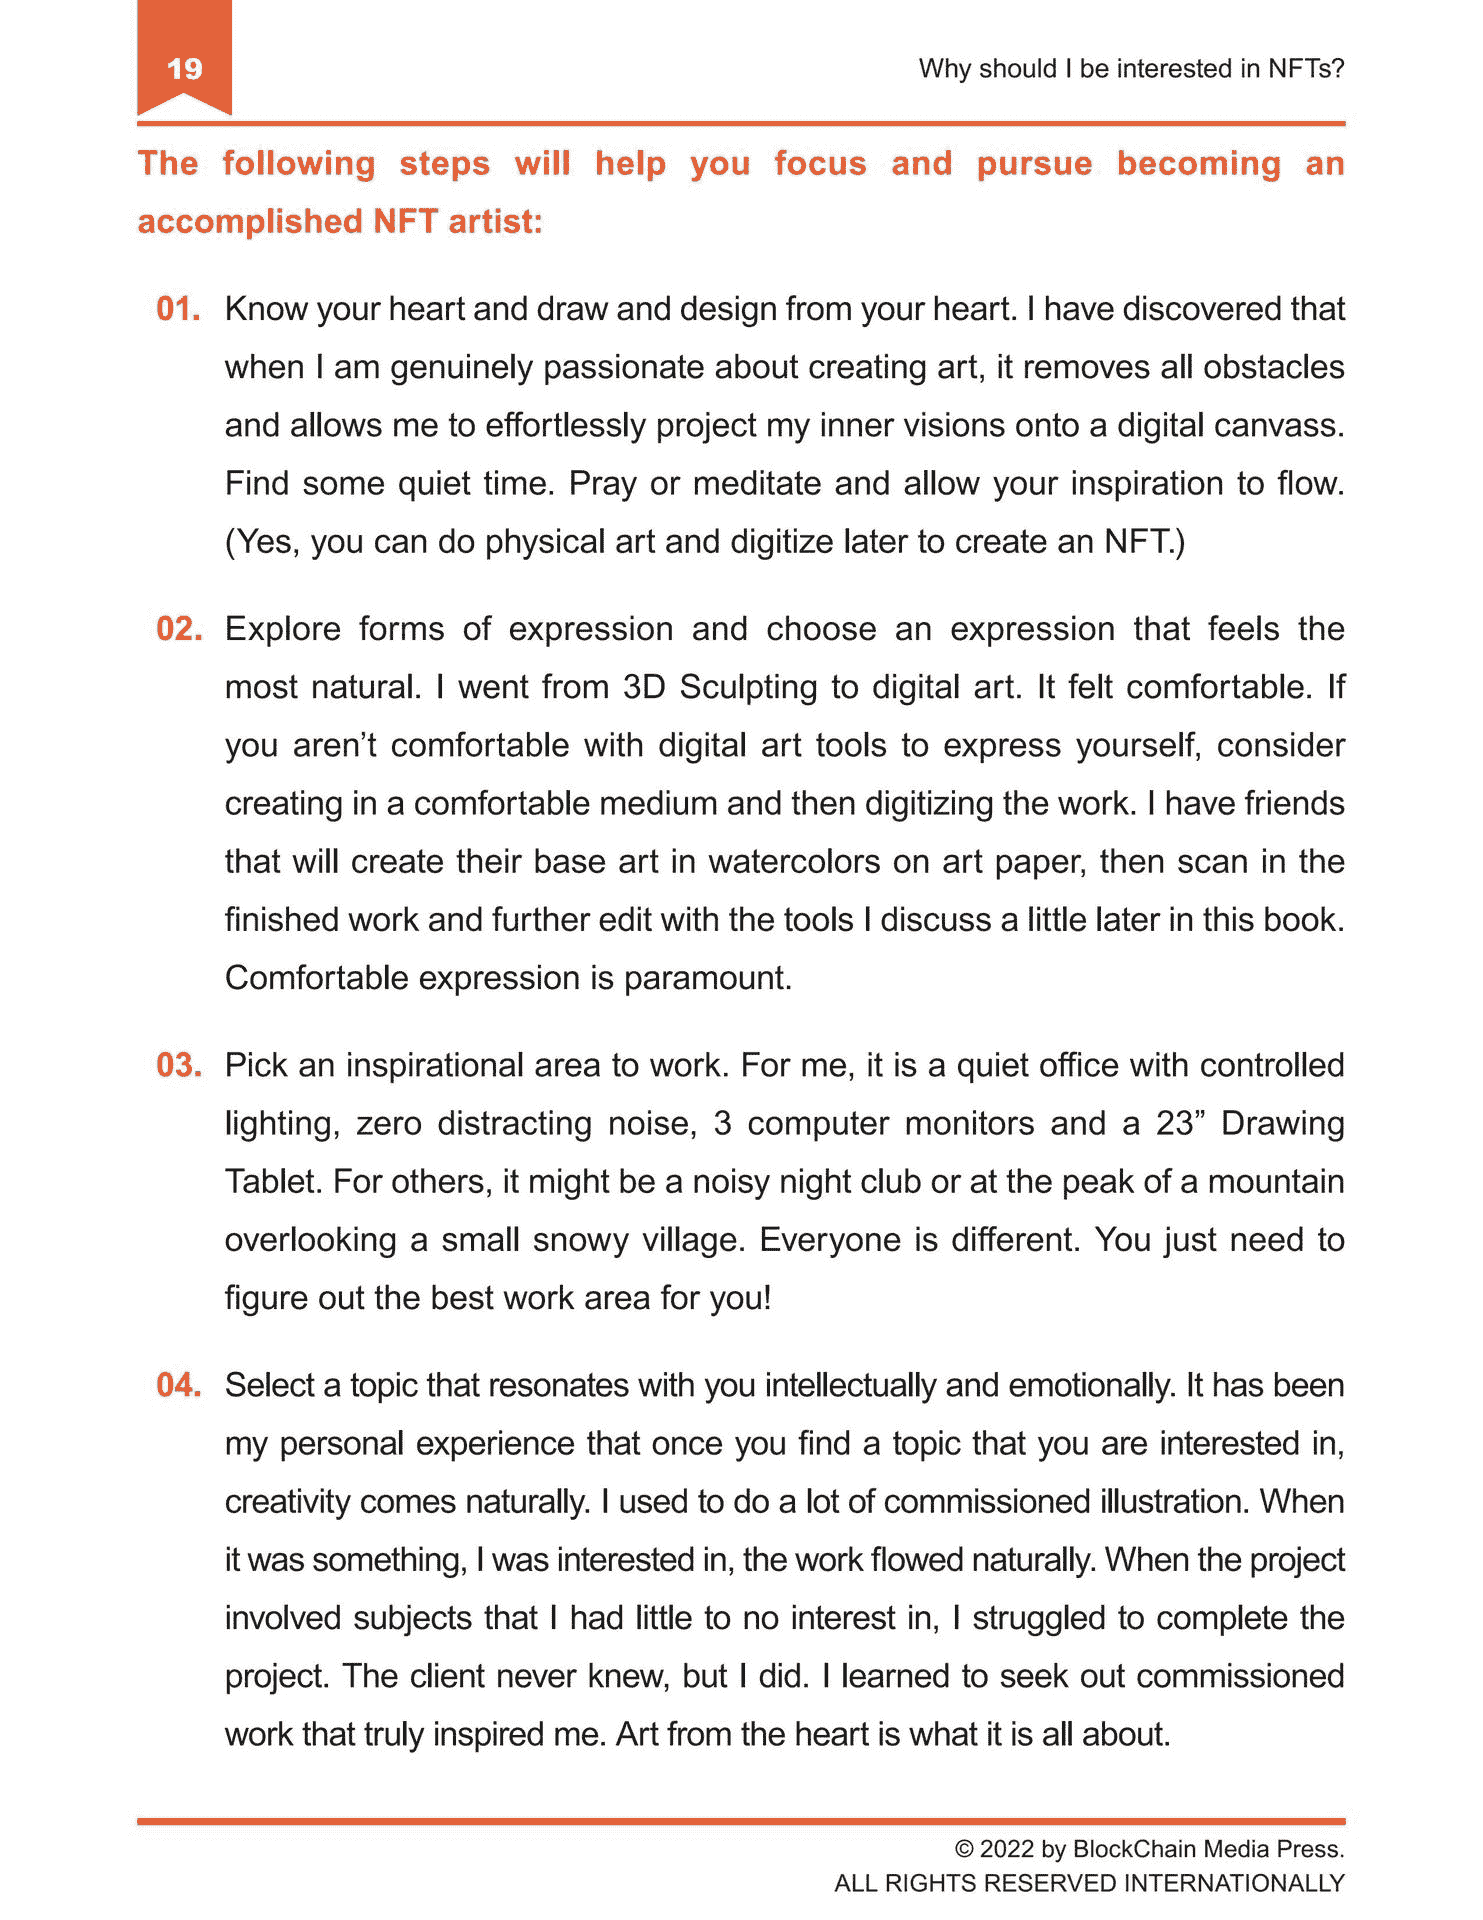 19
Why should I be interested in NFTs?
The following steps will help you focus and pursue becoming an
accomplished NFT artist:
01. Know your heart and draw and design from your heart. I have discovered that
when I am genuinely passionate about creating art, it removes all obstacles
and allows me to effortlessly project my inner visions onto a digital canvass.
Find some quiet time. Pray or meditate and allow your inspiration to flow.
(Yes, you can do physical art and digitize later to create an NFT.)
02. Explore forms of expression and choose an expression that feels the
most natural. I went from 3D Sculpting to digital art. It felt comfortable. If
you aren’t comfortable with digital art tools to express yourself, consider
creating in a comfortable medium and then digitizing the work. I have friends
that will create their base art in watercolors on art paper, then scan in the
finished work and further edit with the tools I discuss a little later in this book.
Comfortable expression is paramount.
03. Pick an inspirational area to work. For me, it is a quiet office with controlled
lighting, zero distracting noise, 3 computer monitors and a 23” Drawing
Tablet. For others, it might be a noisy night club or at the peak of a mountain
overlooking a small snowy village. Everyone is different. You just need to
figure out the best work area for you!
04. Select a topic that resonates with you intellectually and emotionally. It has been
my personal experience that once you find a topic that you are interested in,
creativity comes naturally. I used to do a lot of commissioned illustration. When
it was something, I was interested in, the work flowed naturally. When the project
involved subjects that I had little to no interest in, I struggled to complete the
project. The client never knew, but I did. I learned to seek out commissioned
work that truly inspired me. Art from the heart is what it is all about.
© 2022 by BlockChain Media Press.
ALL RIGHTS RESERVED INTERNATIONALLY